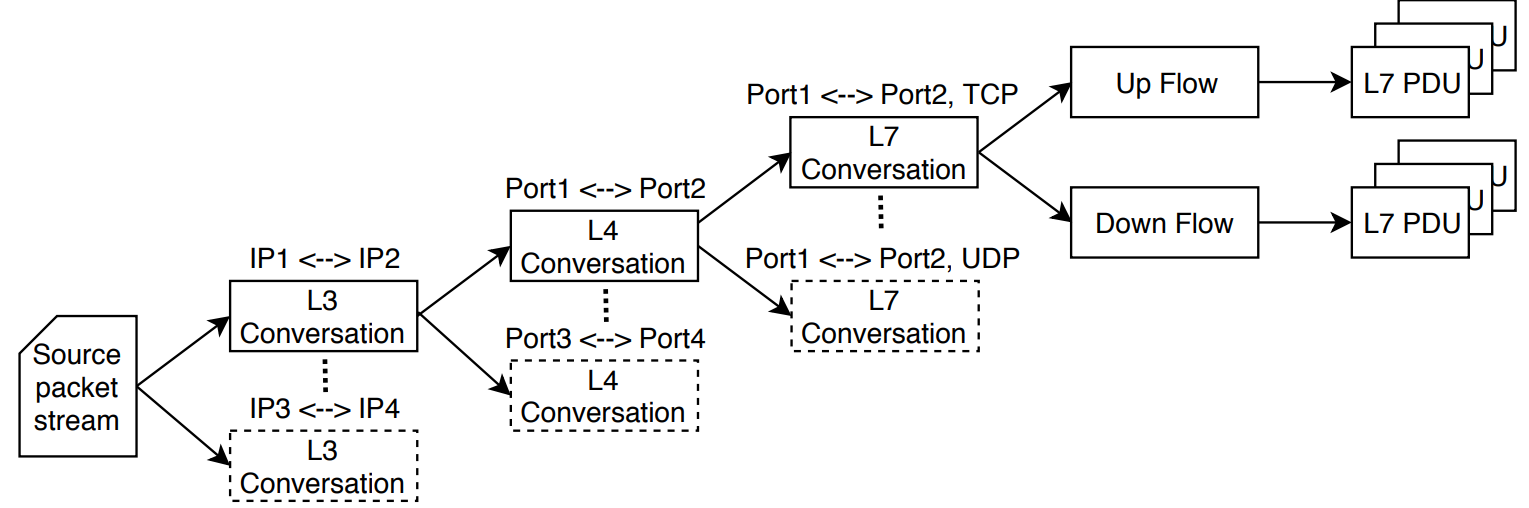 Source
packet
stream
IP1 <--> IP2
L3
Conversation
IP3 <--> IP4
L3
Conversation
Port1 <--> Port2
L4
Conversation
Port3 <--> Port4
L4
Conversation
Port1 <--> Port2, TCP
L7
Conversation
Port1 <--> Port2, UDP
L7
Conversation
Up Flow
L7 PDU
U
U
Down Flow
L7 PDU
U
U